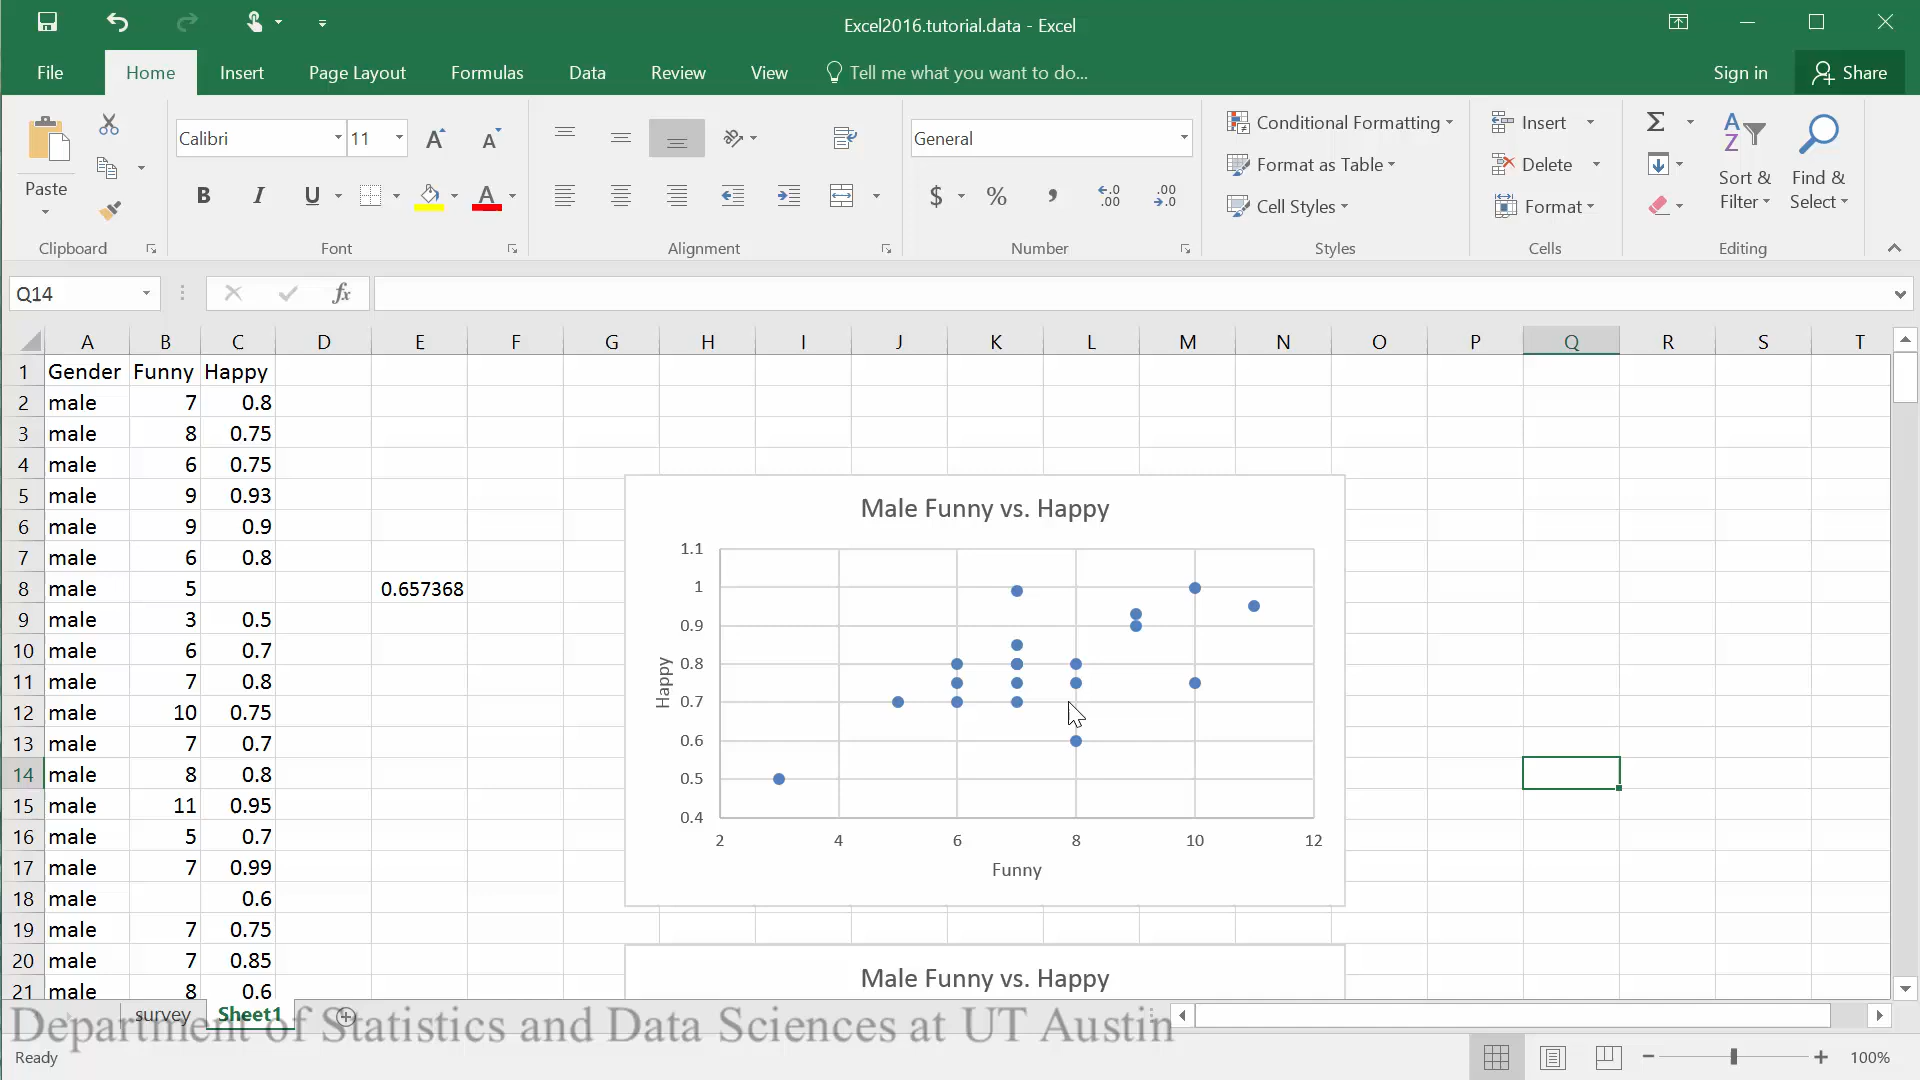 Excel2016.tutorial.data - Excel
File Home Insert Page Layout Formulas Data Review View Tell me what you want to do... Sign in Share
Paste
Clipboard
Calibri 11
A A
B I U A
Font
Alignment
General
$ % , .0 .00 .00 .0
Number
Conditional Formatting
Format as Table
Cell Styles
Styles
Insert
Delete
Format
Cells
Σ
A Z
Sort & Filter
Find & Select
Editing
Q14 fx
A B C D E F G H I J K L M N O P Q R S T
1 Gender Funny Happy
2 male 7 0.8
3 male 8 0.75
4 male 6 0.75
5 male 9 0.93
6 male 9 0.9
7 male 6 0.8
8 male 5 0.657368
9 male 3 0.5
10 male 6 0.7
11 male 7 0.8
12 male 10 0.75
13 male 7 0.7
14 male 8 0.8
15 male 11 0.95
16 male 5 0.7
17 male 7 0.99
18 male 0.6
19 male 7 0.75
20 male 7 0.85
21 male 8 0.6
Male Funny vs. Happy
1.1
1
0.9
0.8
0.7
0.6
0.5
0.4
Happy
2 4 6 8 10 12
Funny
Male Funny vs. Happy
survey Sheet1
Department of Statistics and Data Sciences at UT Austin
Ready
100%